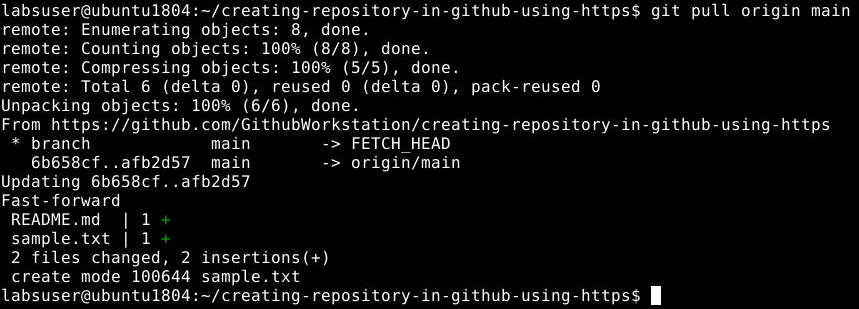 labsuser@ubuntu1804:~/creating-repository-in-github-using-https$ git pull origin main
remote: Enumerating objects: 8, done.
remote: Counting objects: 100% (8/8), done.
remote: Compressing objects: 100% (5/5), done.
remote: Total 6 (delta 0), reused 0 (delta 0), pack-reused 0
Unpacking objects: 100% (6/6), done.
From https://github.com/GithubWorkstation/creating-repository-in-github-using-https
 * branch            main       -> FETCH_HEAD
   6b658cf..afb2d57  main       -> origin/main
Updating 6b658cf..afb2d57
Fast-forward
 README.md  | 1 +
 sample.txt | 1 +
 2 files changed, 2 insertions(+)
 create mode 100644 sample.txt
labsuser@ubuntu1804:~/creating-repository-in-github-using-https$